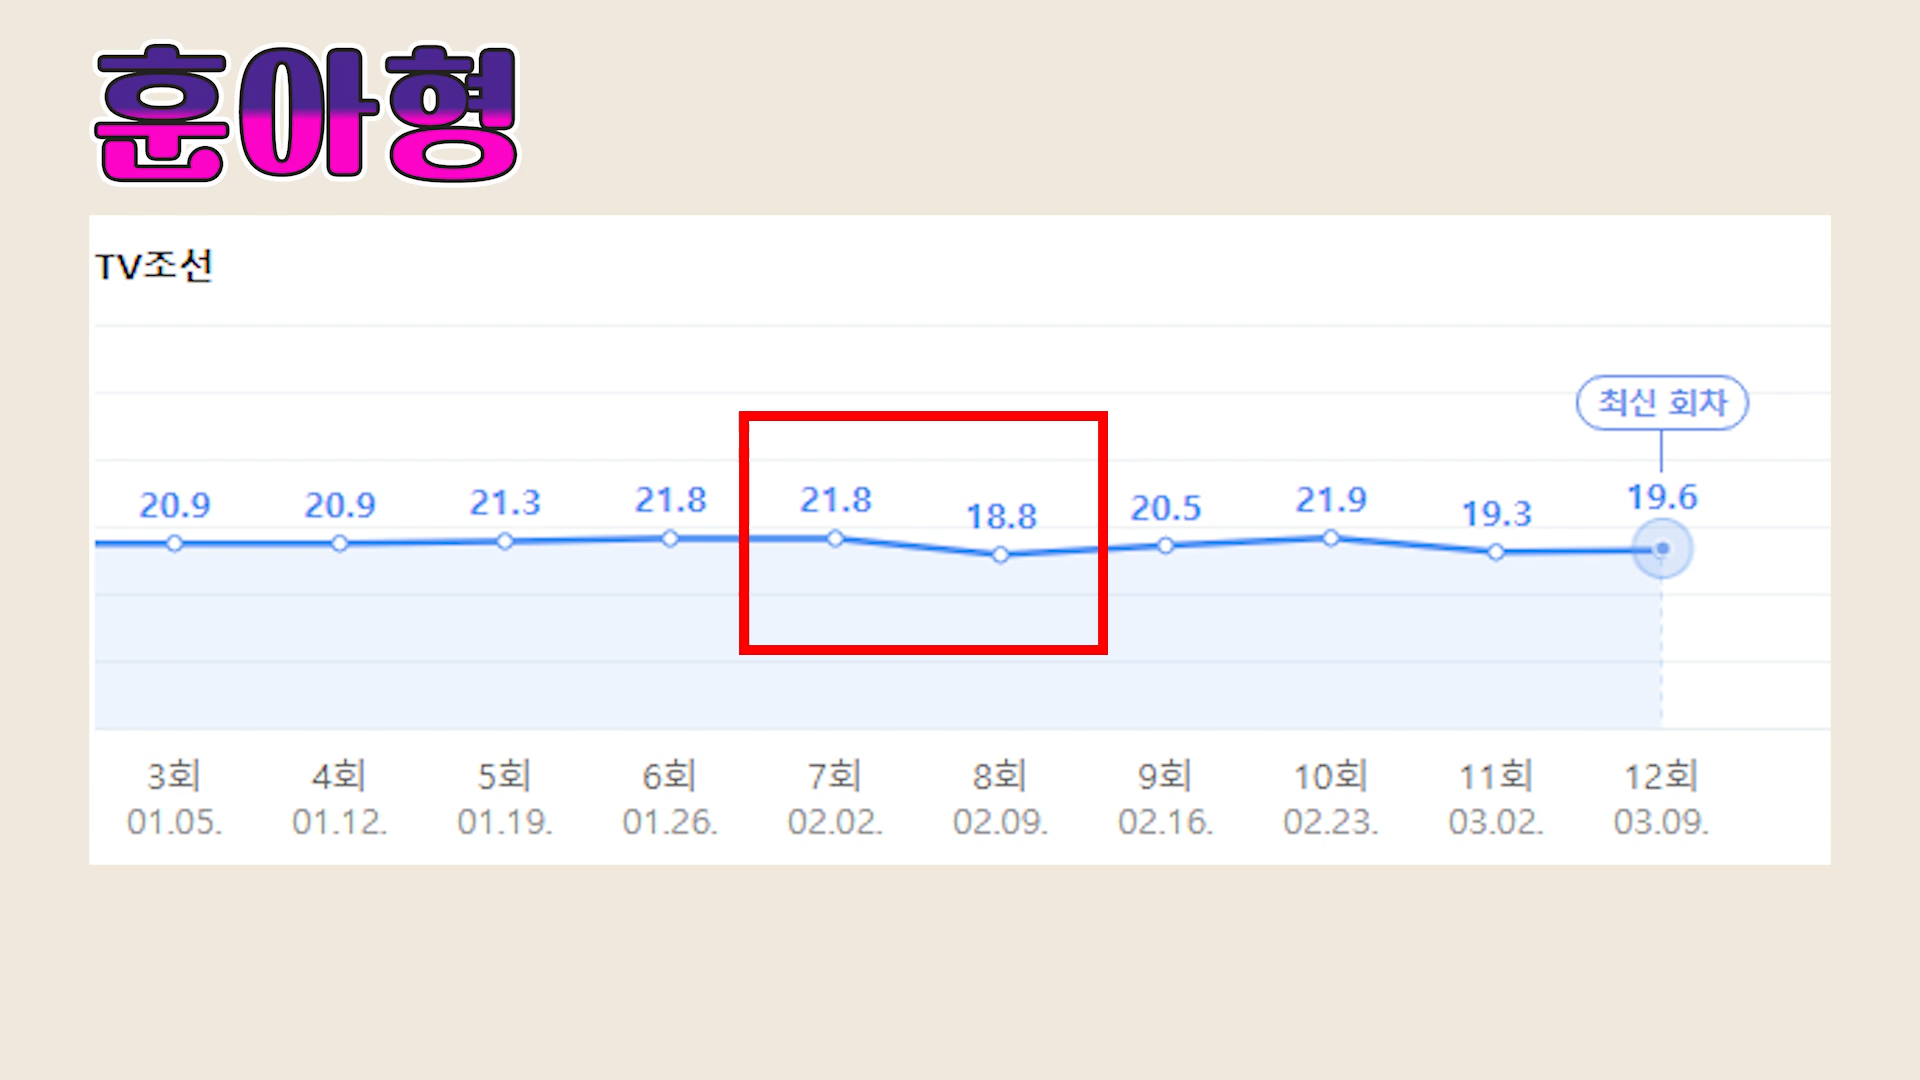 훈아형
TV조선
최신 회차
20.9 20.9 21.3 21.8 21.8 18.8 20.5 21.9 19.3 19.6
3회 4회 5회 6회 7회 8회 9회 10회 11회 12회
01.05. 01.12. 01.19. 01.26. 02.02. 02.09. 02.16. 02.23. 03.02. 03.09.